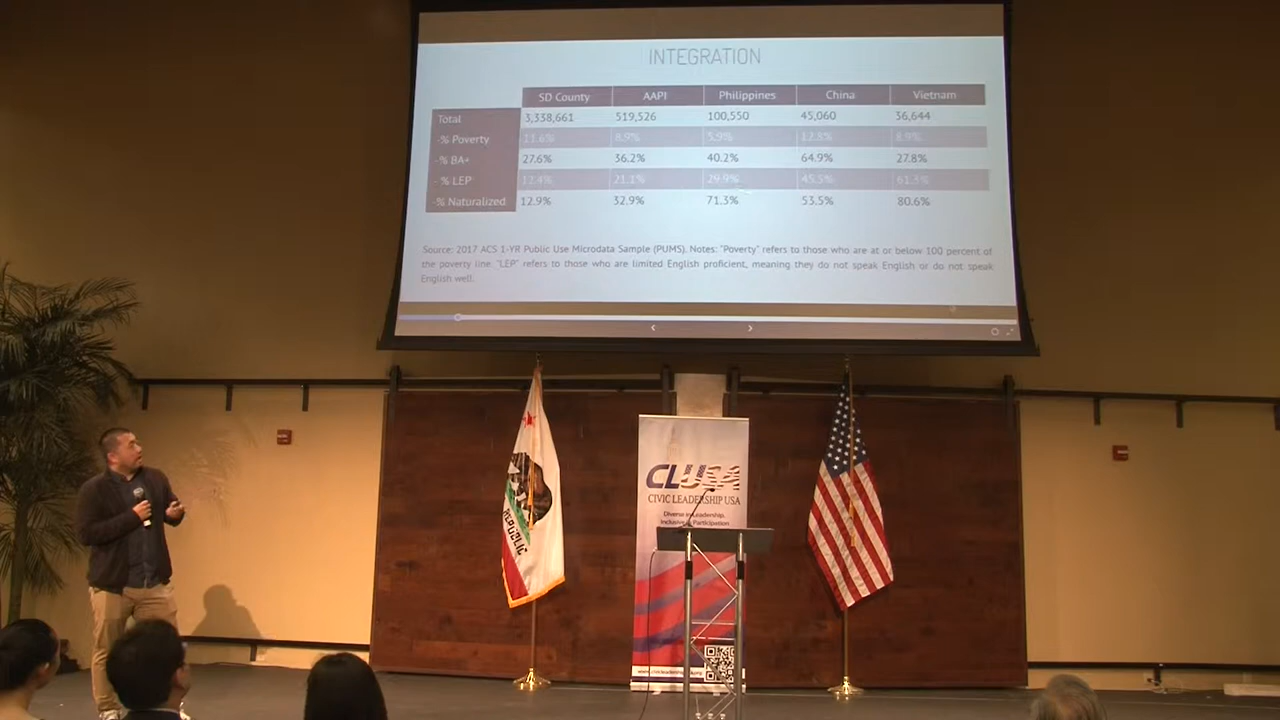 INTEGRATION
SD County AAPI Philippines China Vietnam
Total 3,338,661 519,526 100,550 45,060 36,644
-% Poverty 13.6% 8.9% 5.9% 12.8% 8.9%
-% BA+ 27.6% 36.2% 40.2% 64.9% 27.8%
- % LEP 12.4% 21.1% 29.9% 45.5% 61.3%
-% Naturalized 12.9% 32.9% 71.3% 53.5% 80.6%
Source: 2017 ACS 1-YR Public Use Microdata Sample (PUMS). Notes: "Poverty" refers to those who are at or below 100 percent of
the poverty line. "LEP" refers to those who are limited English proficient, meaning they do not speak English or do not speak
English well.
CLUSA
CIVIC LEADERSHIP USA
Diverse in Leadership,
Inclusive in Participation
REPUBLIC